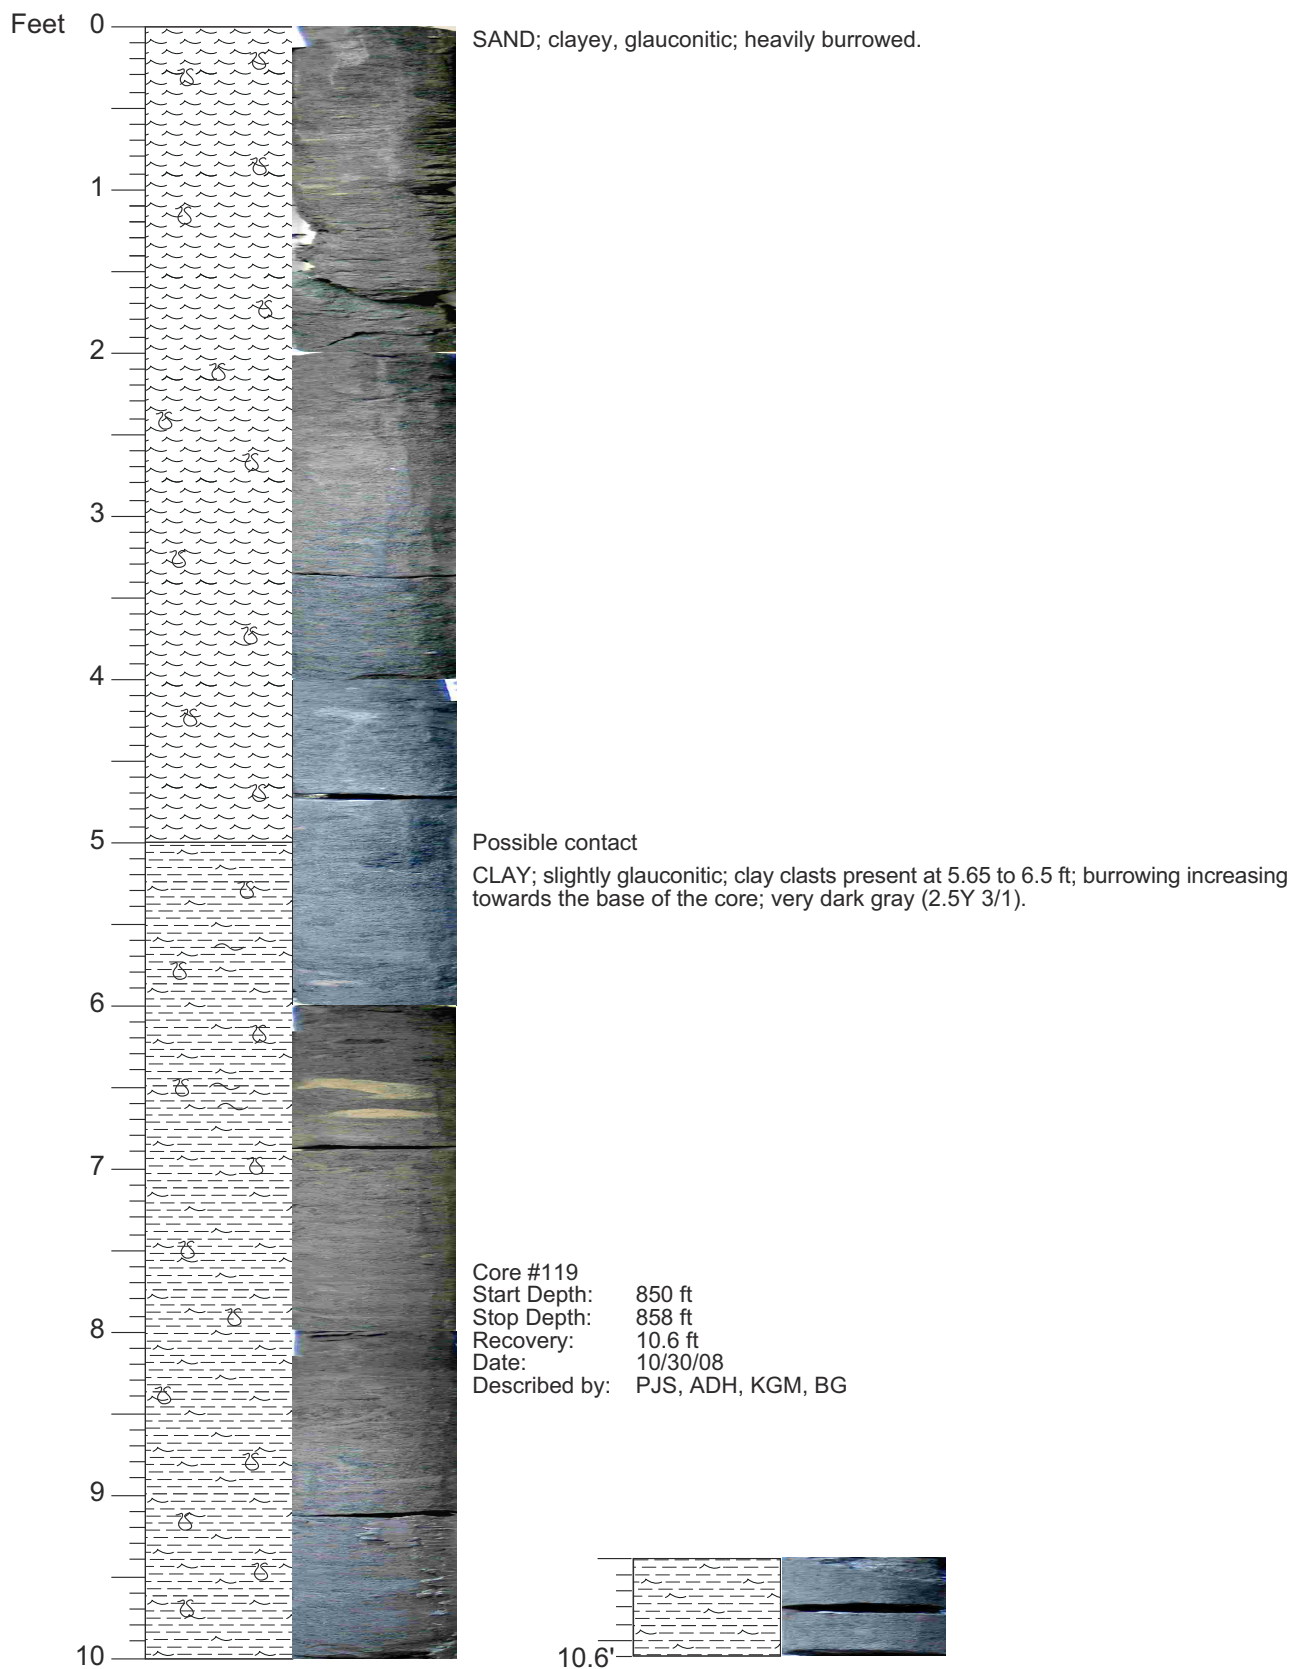 Feet 0
SAND; clayey, glauconitic; heavily burrowed.
1
2
3
4
5
Possible contact
CLAY; slightly glauconitic; clay clasts present at 5.65 to 6.5 ft; burrowing increasing
towards the base of the core; very dark gray (2.5Y 3/1).
6
7
Core #119
Start Depth: 850 ft
Stop Depth: 858 ft
Recovery: 10.6 ft
Date: 10/30/08
Described by: PJS, ADH, KGM, BG
8
9
10
10.6'